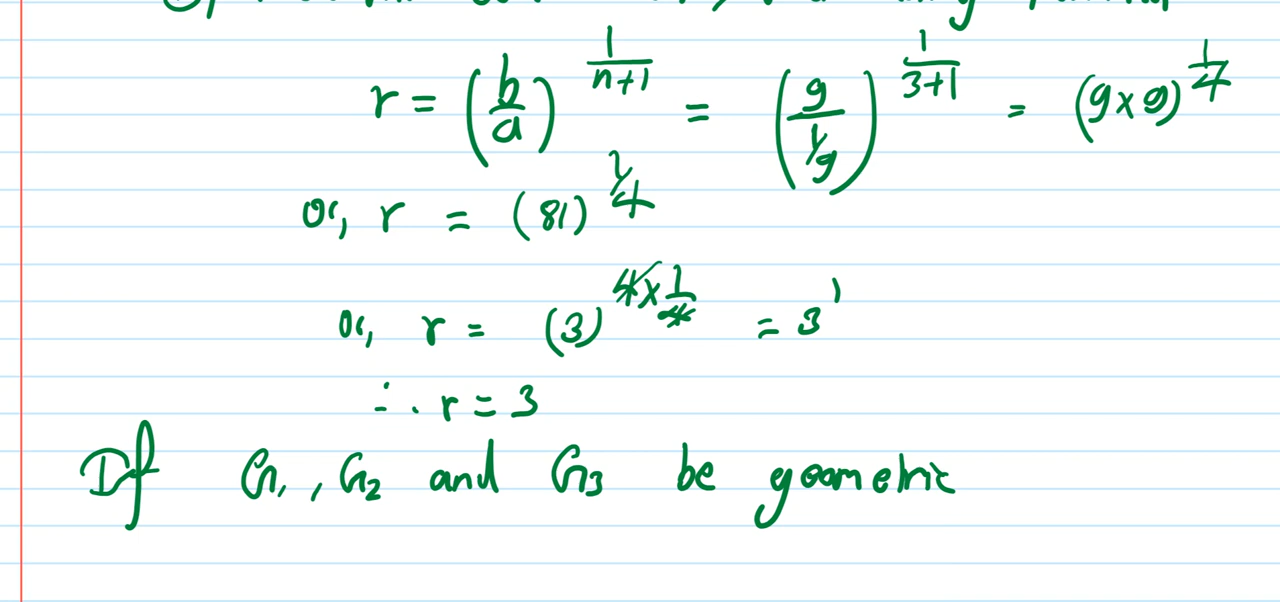 r = (b/a)^(1/(n+1)) = (9/(1/9))^(1/(3+1)) = (9×9)^(1/4)
or, r = (81)^(1/4)
or, r = (3)^(4×1/4) = 3^1
∴ r = 3
If G1, G2 and G3 be geometric